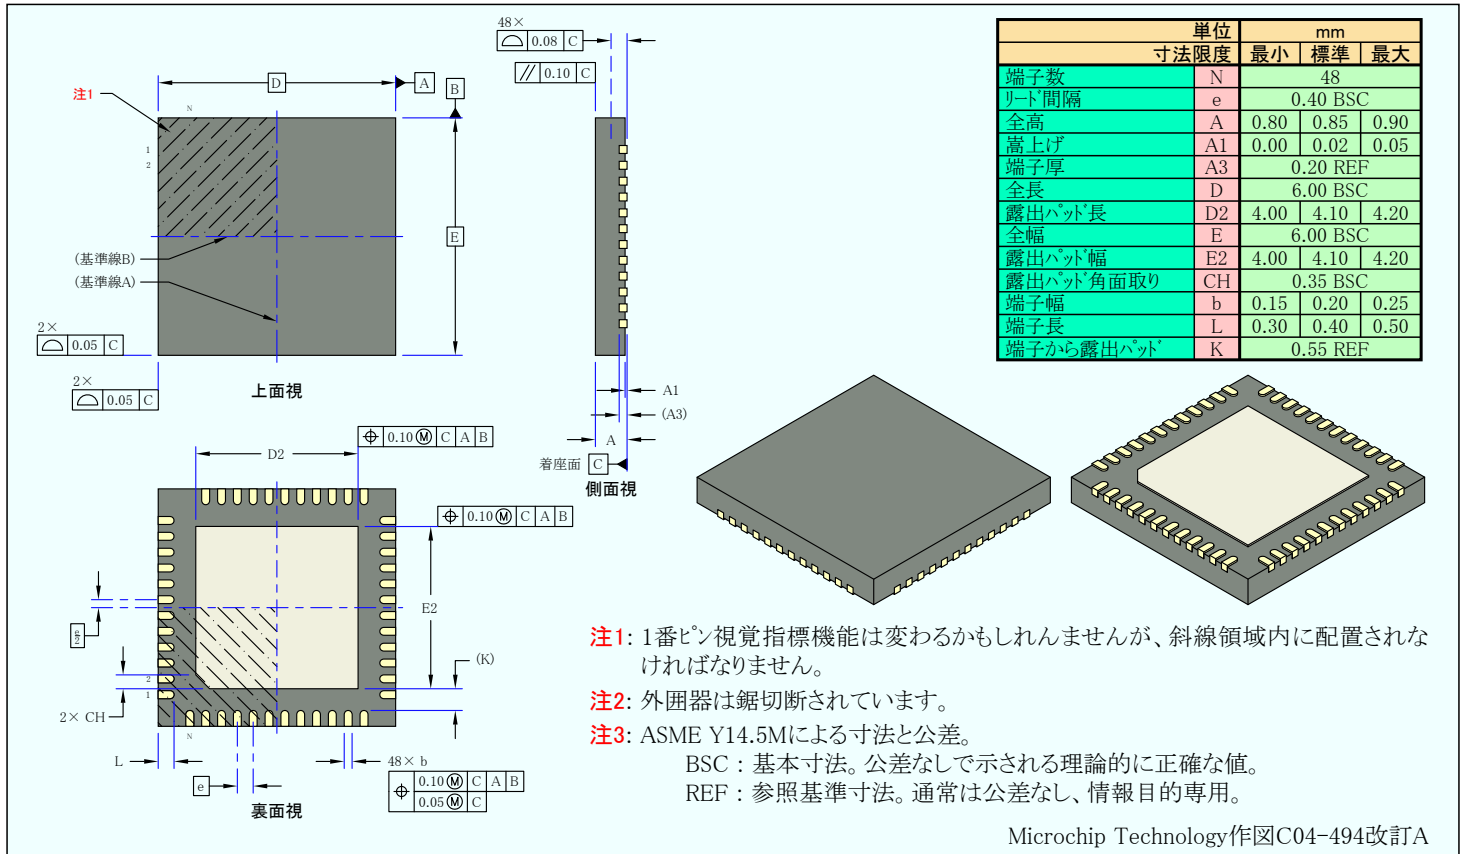 48×
0.08 C
// 0.10 C
D
A
B
注1
N
1
2
E
(基準線B)
(基準線A)
2×
0.05 C
2×
0.05 C
上面視
A1
(A3)
A
着座面 C
側面視
単位 mm
寸法限度 最小 標準 最大
端子数 N 48
リード間隔 e 0.40 BSC
全高 A 0.80 0.85 0.90
嵩上げ A1 0.00 0.02 0.05
端子厚 A3 0.20 REF
全長 D 6.00 BSC
露出パッド長 D2 4.00 4.10 4.20
全幅 E 6.00 BSC
露出パッド幅 E2 4.00 4.10 4.20
露出パッド角面取り CH 0.35 BSC
端子幅 b 0.15 0.20 0.25
端子長 L 0.30 0.40 0.50
端子から露出パッド K 0.55 REF
0.10 Ⓜ C A B
D2
0.10 Ⓜ C A B
E2
e/2
(K)
2
1
2× CH
N
L
e
48× b
0.10 Ⓜ C A B
0.05 Ⓜ C
裏面視
注1: 1番ピン視覚指標機能は変わるかもしれんませんが、斜線領域内に配置されな
ければなりません。
注2: 外囲器は鋸切断されています。
注3: ASME Y14.5Mによる寸法と公差。
BSC : 基本寸法。公差なしで示される理論的に正確な値。
REF : 参照基準寸法。通常は公差なし、情報目的専用。
Microchip Technology作図C04-494改訂A